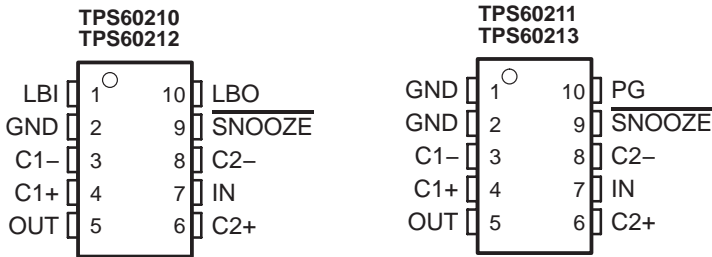 TPS60210
TPS60212
LBI 1 10 LBO
GND 2 9 SNOOZE
C1− 3 8 C2−
C1+ 4 7 IN
OUT 5 6 C2+
TPS60211
TPS60213
GND 1 10 PG
GND 2 9 SNOOZE
C1− 3 8 C2−
C1+ 4 7 IN
OUT 5 6 C2+